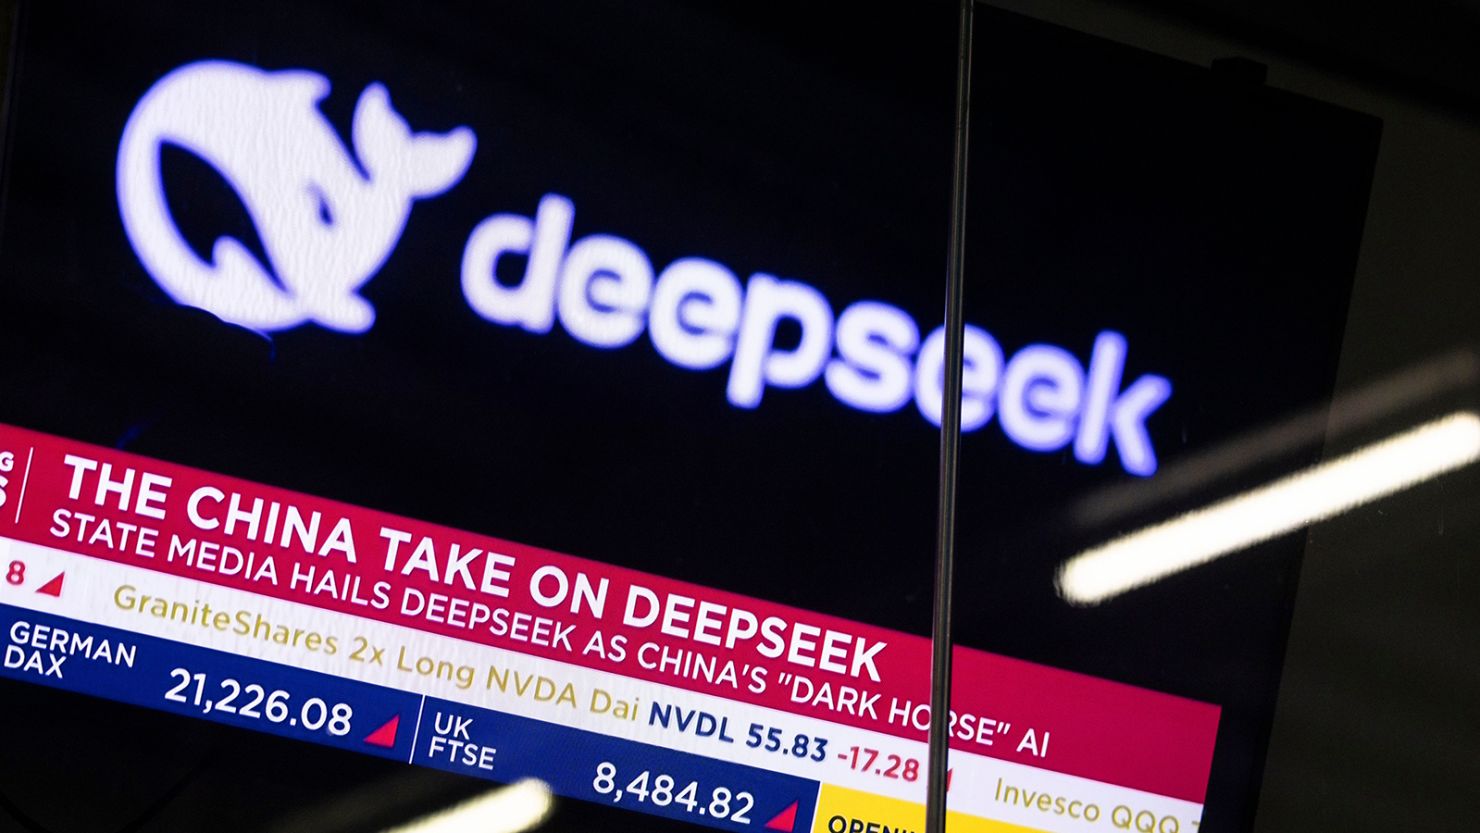 deepseek
THE CHINA TAKE ON DEEPSEEK
STATE MEDIA HAILS DEEPSEEK AS CHINA'S "DARK HORSE" AI
8 GraniteShares 2x Long NVDA Dai NVDL 55.83 -17.28 Invesco QQQ
GERMAN
DAX
21,226.08
UK
FTSE
8,484.82